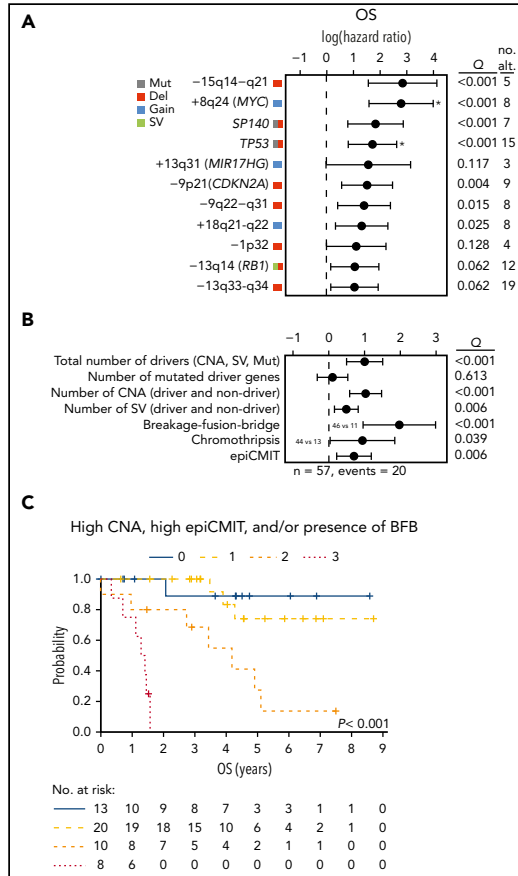 A
OS
log(hazard ratio)
−1 0 1 2 3 4
Q
no. alt.
Mut
Del
Gain
SV
−15q14−q21 <0.001 5
+8q24 (MYC) * <0.001 8
SP140 <0.001 7
TP53 * <0.001 15
+13q31 (MIR17HG) 0.117 3
−9p21(CDKN2A) 0.004 9
−9q22−q31 0.015 8
+18q21-q22 0.025 8
−1p32 0.128 4
−13q14 (RB1) 0.062 12
−13q33-q34 0.062 19
B
−1 0 1 2 3
Q
Total number of drivers (CNA, SV, Mut) <0.001
Number of mutated driver genes 0.613
Number of CNA (driver and non-driver) <0.001
Number of SV (driver and non-driver) 0.006
Breakage-fusion-bridge 46 vs 11 <0.001
Chromothripsis 44 vs 13 0.039
epiCMIT 0.006
n = 57, events = 20
C
High CNA, high epiCMIT, and/or presence of BFB
0 1 2 3
Probability
1.0
0.8
0.6
0.4
0.2
0.0
P< 0.001
0 1 2 3 4 5 6 7 8 9
OS (years)
No. at risk:
13 10 9 8 7 3 3 1 1 0
20 19 18 15 10 6 4 2 1 0
10 8 7 5 4 2 1 1 0 0
8 6 0 0 0 0 0 0 0 0